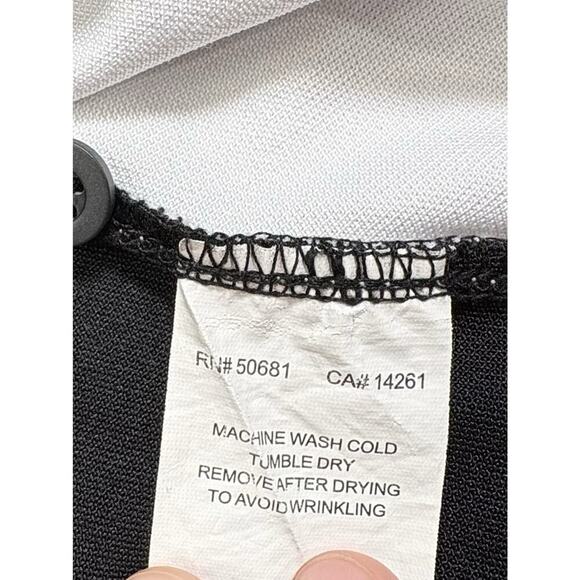 RN# 50681 CA# 14261
MACHINE WASH COLD
TUMBLE DRY
REMOVE AFTER DRYING
TO AVOID WRINKLING